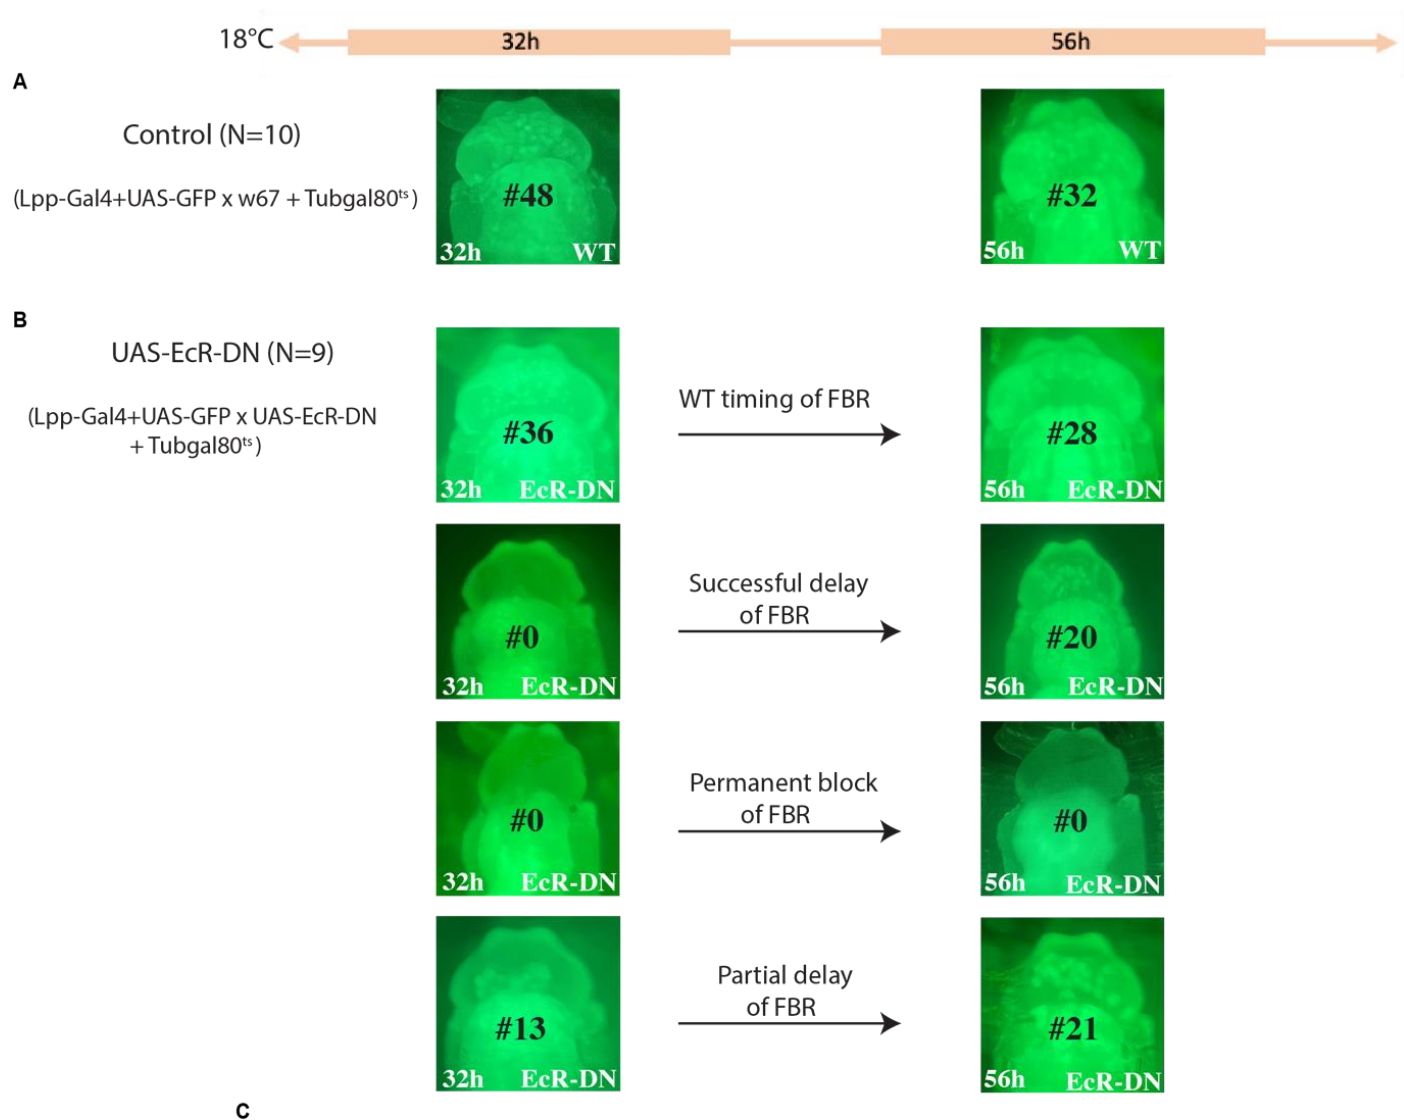 18°C
32h
56h
A
Control (N=10)
(Lpp-Gal4+UAS-GFP x w67 + Tubgal80ts)
#48
32h WT
#32
56h WT
B
UAS-EcR-DN (N=9)
(Lpp-Gal4+UAS-GFP x UAS-EcR-DN
+ Tubgal80ts)
#36
32h EcR-DN
WT timing of FBR
#28
56h EcR-DN
#0
32h EcR-DN
Successful delay
of FBR
#20
56h EcR-DN
#0
32h EcR-DN
Permanent block
of FBR
#0
56h EcR-DN
#13
32h EcR-DN
Partial delay
of FBR
#21
56h EcR-DN
C